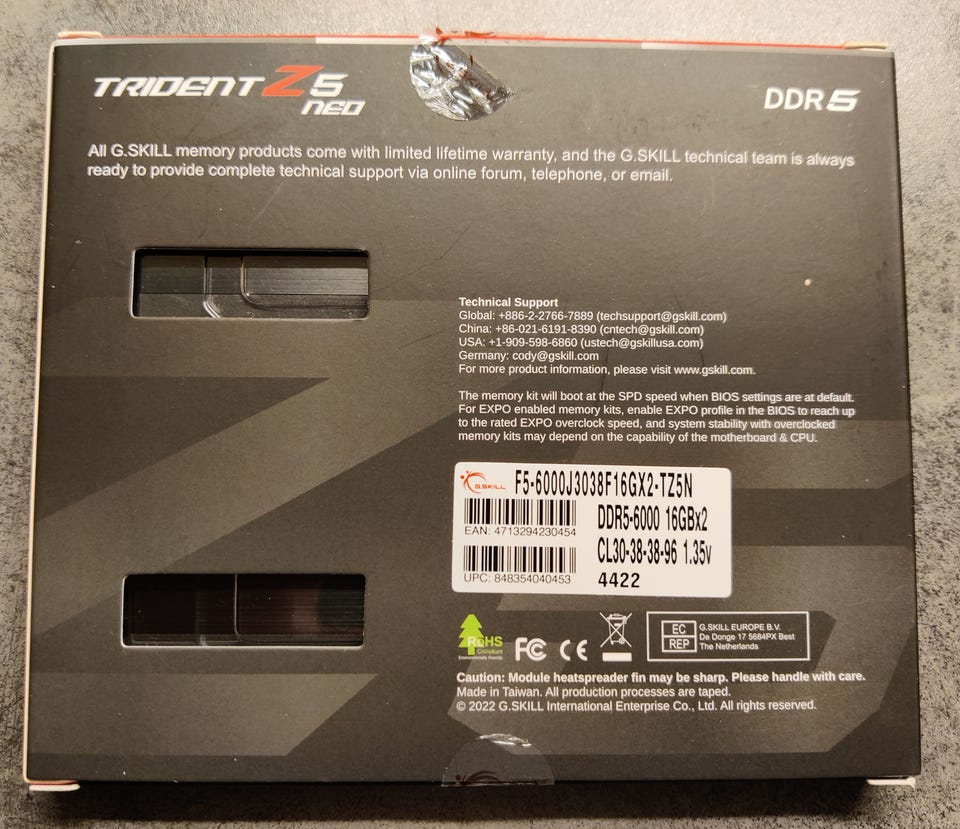 TRIDENT Z5
neo
DDR5
All G.SKILL memory products come with limited lifetime warranty, and the G.SKILL technical team is always
ready to provide complete technical support via online forum, telephone, or email.
Technical Support
Global: +886-2-2766-7889 (techsupport@gskill.com)
China: +86-021-6191-8390 (cntech@gskill.com)
USA: +1-909-598-6860 (ustech@gskillusa.com)
Germany: cody@gskill.com
For more product information, please visit www.gskill.com.
The memory kit will boot at the SPD speed when BIOS settings are at default.
For EXPO enabled memory kits, enable EXPO profile in the BIOS to reach up
to the rated EXPO overclock speed, and system stability with overclocked
memory kits may depend on the capability of the motherboard & CPU.
G.SKILL F5-6000J3038F16GX2-TZ5N
DDR5-6000 16GBx2
EAN: 4713294230454
CL30-38-38-96 1.35v
UPC: 848354040453
4422
RoHS
Compliant
Environmentally friendly
FC CE
EC REP
G.SKILL EUROPE B.V.
De Donge 17 5684PX Best
The Netherlands
Caution: Module heatspreader fin may be sharp. Please handle with care.
Made in Taiwan. All production processes are taped.
© 2022 G.SKILL International Enterprise Co., Ltd. All rights reserved.